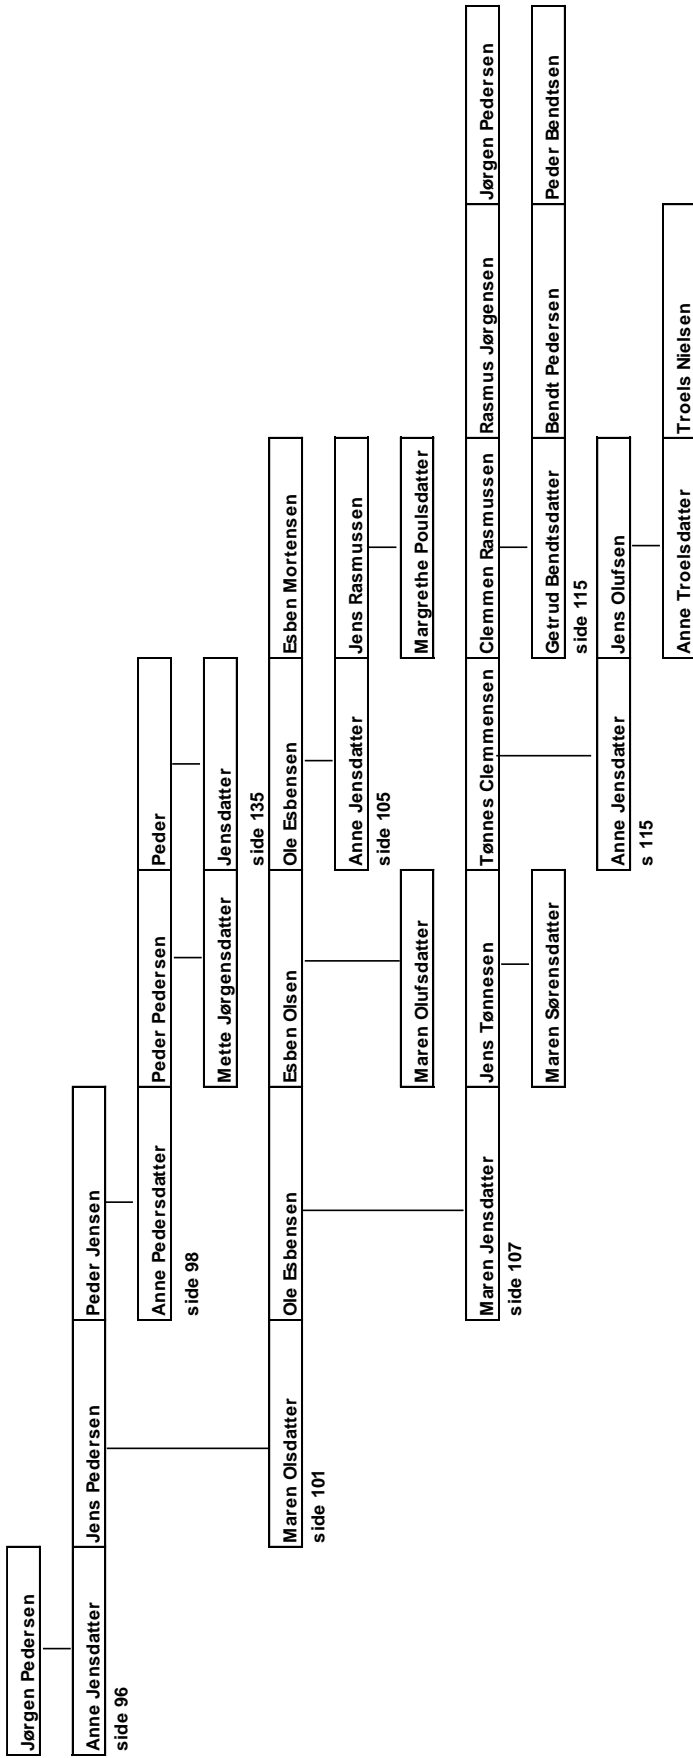 Jørgen Pedersen
Anne Jensdatter Jens Pedersen Peder Jensen
side 96
Anne Pedersdatter Peder Pedersen Peder
side 98
Mette Jørgensdatter Jensdatter
side 135
Maren Olsdatter Ole Esbensen Esben Olsen Ole Esbensen Esben Mortensen
side 101
Anne Jensdatter Jens Rasmussen
side 105
Maren Olufsdatter Margrethe Poulsdatter
Maren Jensdatter Jens Tønnesen Tønnes Clemmensen Clemmen Rasmussen Rasmus Jørgensen Jørgen Pedersen
side 107
Maren Sørensdatter Getrud Bendtsdatter Bendt Pedersen Peder Bendtsen
side 115
Anne Jensdatter Jens Olufsen
s 115
Anne Troelsdatter Troels Nielsen